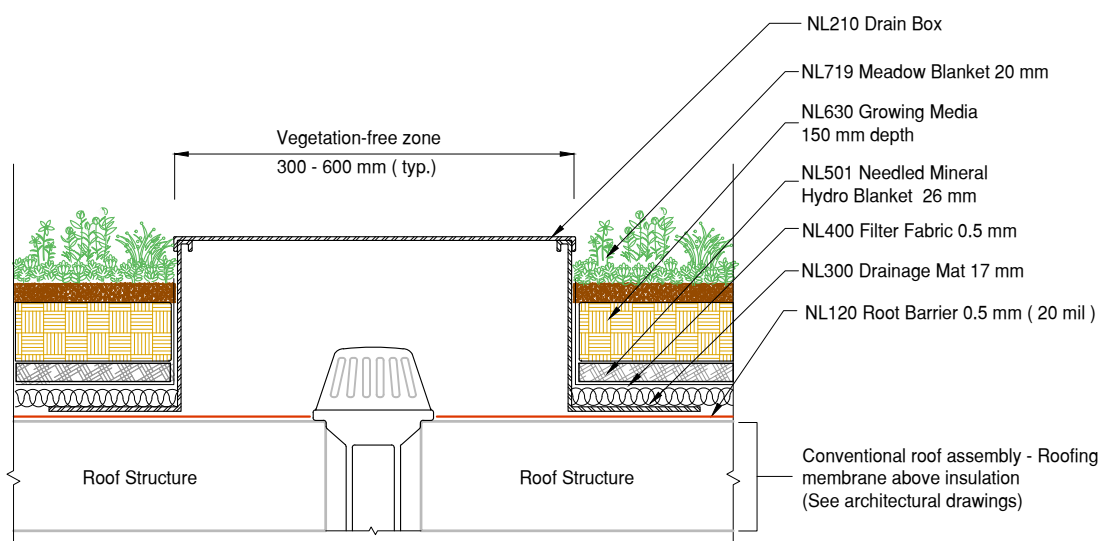 NL210 Drain Box
NL719 Meadow Blanket 20 mm
NL630 Growing Media
150 mm depth
Vegetation-free zone
300 - 600 mm ( typ.)
NL501 Needled Mineral
Hydro Blanket 26 mm
NL400 Filter Fabric 0.5 mm
NL300 Drainage Mat 17 mm
NL120 Root Barrier 0.5 mm ( 20 mil )
Roof Structure
Roof Structure
Conventional roof assembly - Roofing
membrane above insulation
(See architectural drawings)